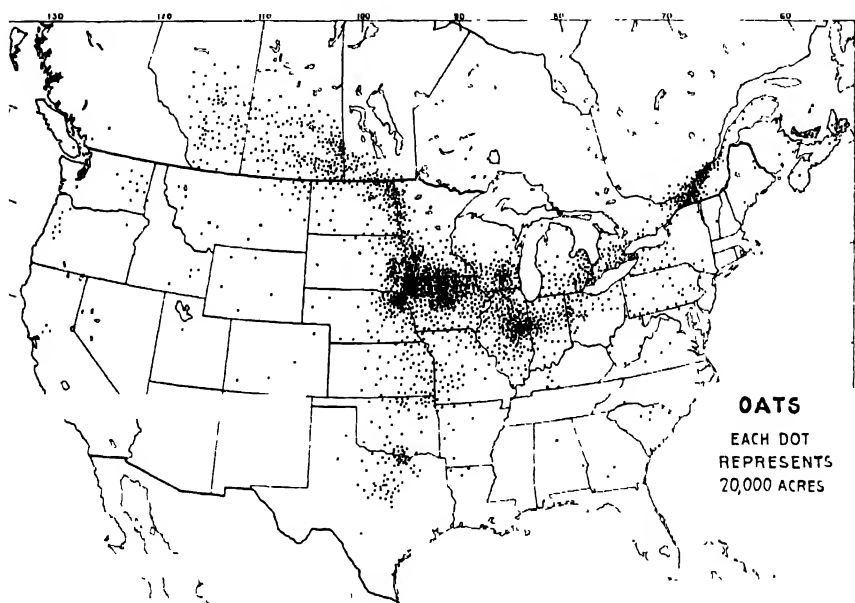 130 120 110 100 90 80 70 60
OATS
EACH DOT
REPRESENTS
20,000 ACRES